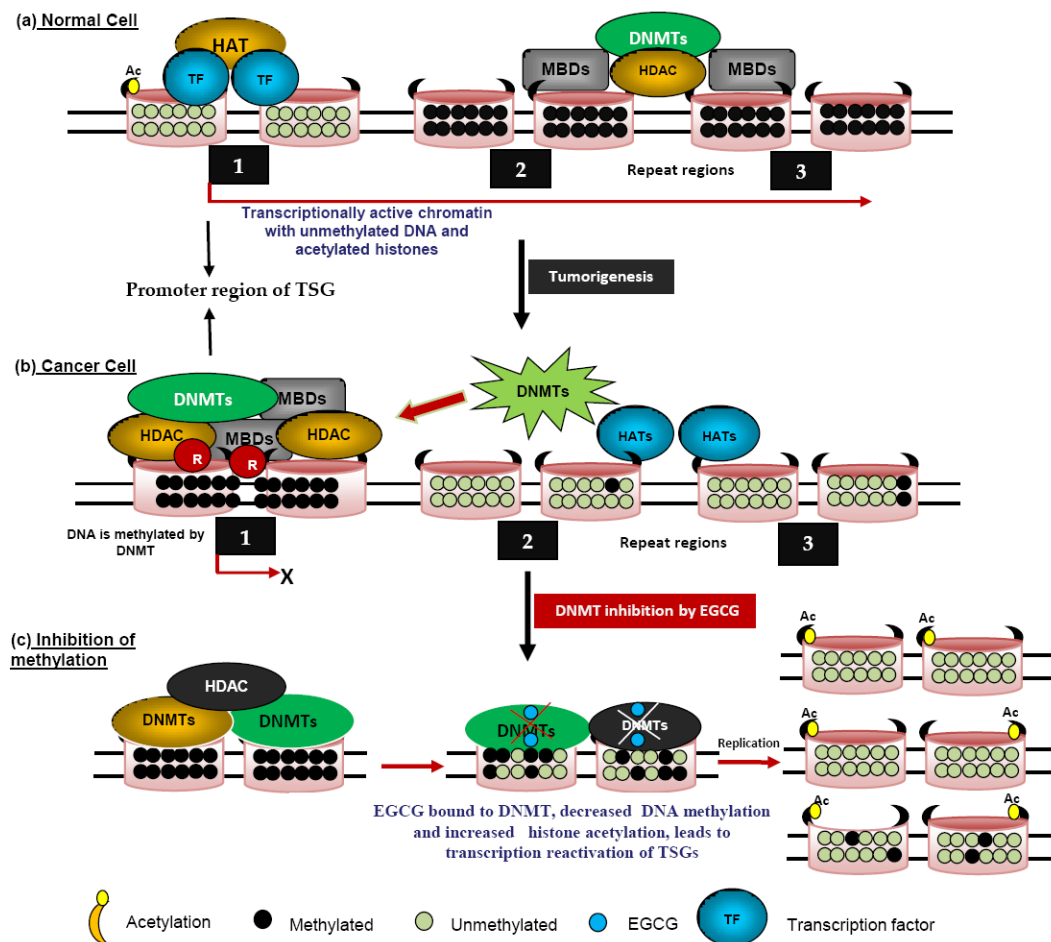 (a) Normal Cell
HAT
TF
TF
Ac
DNMTs
MBDs
HDAC
MBDs
1
2
Repeat regions
3
Transcriptionally active chromatin
with unmethylated DNA and
acetylated histones
Tumorigenesis
Promoter region of TSG
(b) Cancer Cell
DNMTs
MBDs
HDAC
MBDs
HDAC
R
R
DNMTs
HATs
HATs
DNA is methylated by
DNMT
1
X
2
Repeat regions
3
DNMT inhibition by EGCG
(c) Inhibition of
methylation
HDAC
DNMTs
DNMTs
DNMTs
DNMTs
Replication
Ac
Ac
Ac
Ac
Ac
Ac
EGCG bound to DNMT, decreased DNA methylation
and increased histone acetylation, leads to
transcription reactivation of TSGs
Acetylation
Methylated
Unmethylated
EGCG
TF
Transcription factor